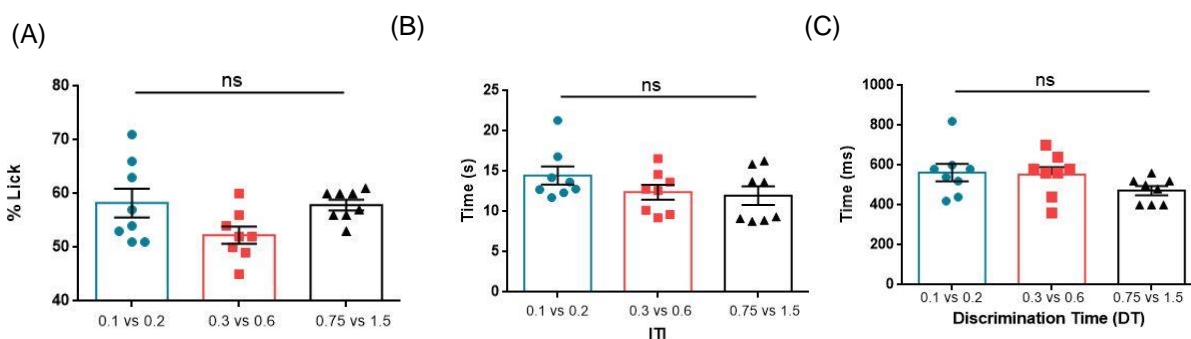 (A)
ns
% Lick
80
70
60
50
40
0.1 vs 0.2
0.3 vs 0.6
0.75 vs 1.5
(B)
ns
Time (s)
25
20
15
10
5
0
0.1 vs 0.2
0.3 vs 0.6
0.75 vs 1.5
ITI
(C)
ns
Time (ms)
1000
800
600
400
200
0
0.1 vs 0.2
0.3 vs 0.6
0.75 vs 1.5
Discrimination Time (DT)